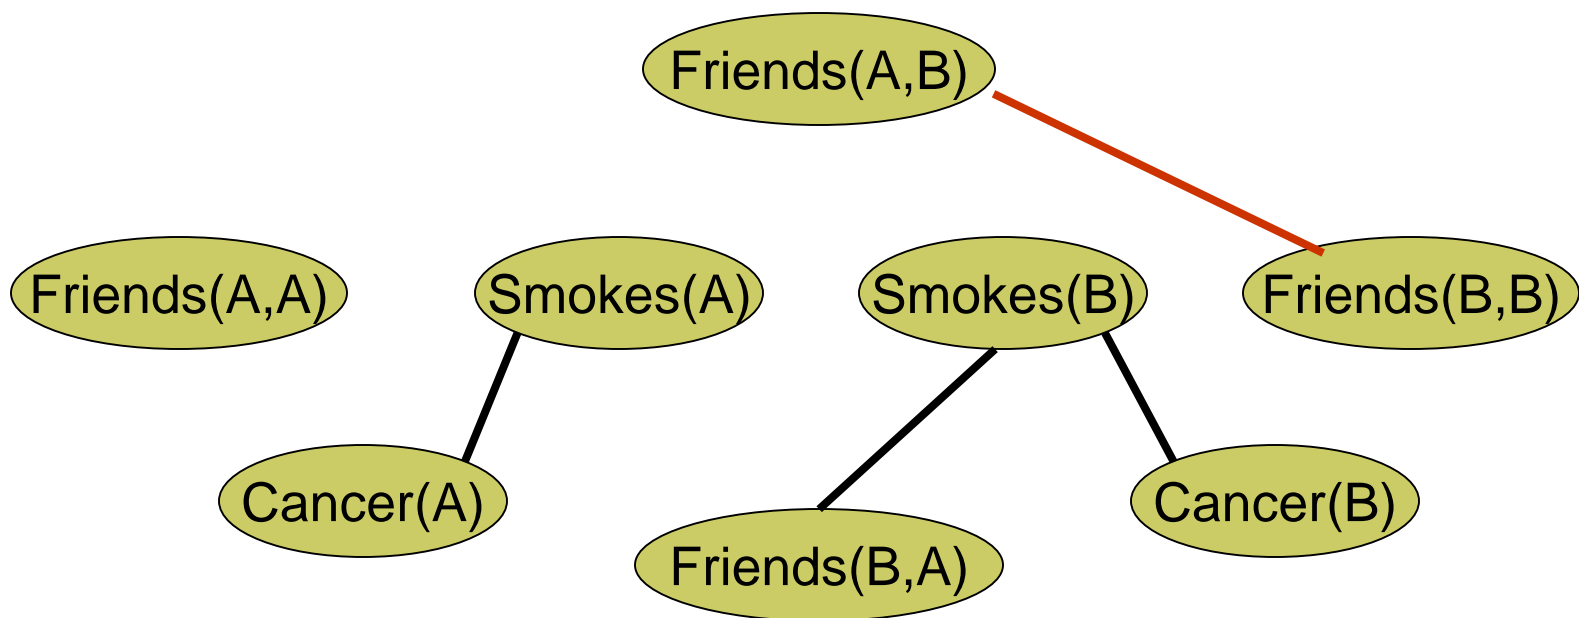 Friends(A,B)
Friends(A,A)
Smokes(A)
Smokes(B)
Friends(B,B)
Cancer(A)
Cancer(B)
Friends(B,A)